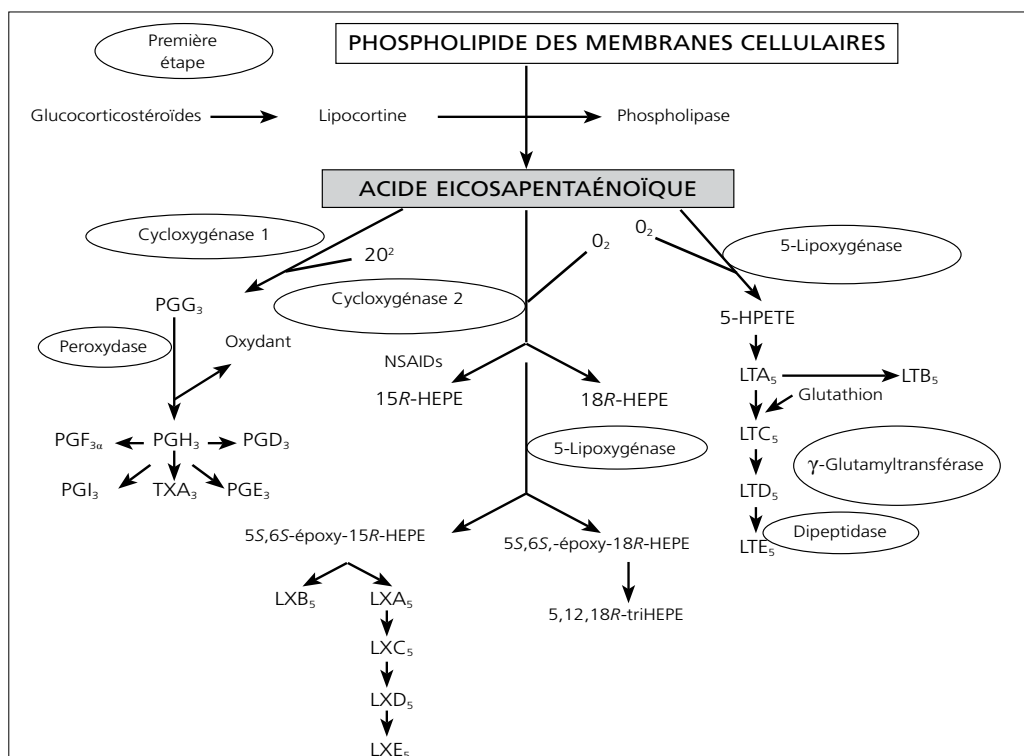 Première
étape
PHOSPHOLIPIDE DES MEMBRANES CELLULAIRES
Glucocorticostéroïdes
Lipocortine
Phospholipase
ACIDE EICOSAPENTAÉNOÏQUE
Cycloxygénase 1
2O²
O₂
O₂
5-Lipoxygénase
Cycloxygénase 2
PGG₃
5-HPETE
Peroxydase
Oxydant
NSAIDs
15R-HEPE
18R-HEPE
LTA₅
LTB₅
Glutathion
LTC₅
PGF₃α
PGH₃
PGD₃
5-Lipoxygénase
γ-Glutamyltransférase
PGI₃
TXA₃
PGE₃
LTD₅
5S,6S-époxy-15R-HEPE
5S,6S,-époxy-18R-HEPE
Dipeptidase
LTE₅
LXB₅
LXA₅
5,12,18R-triHEPE
LXC₅
LXD₅
LXE₅